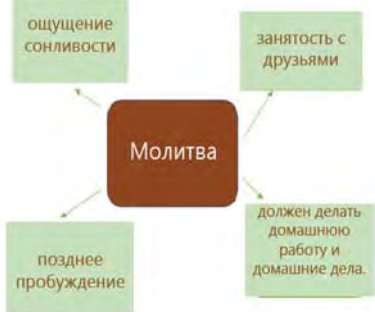 ощущение
сонливости
занятость с
друзьями
Молитва
позднее
пробуждение
должен делать
домашнюю
работу и
домашние дела.